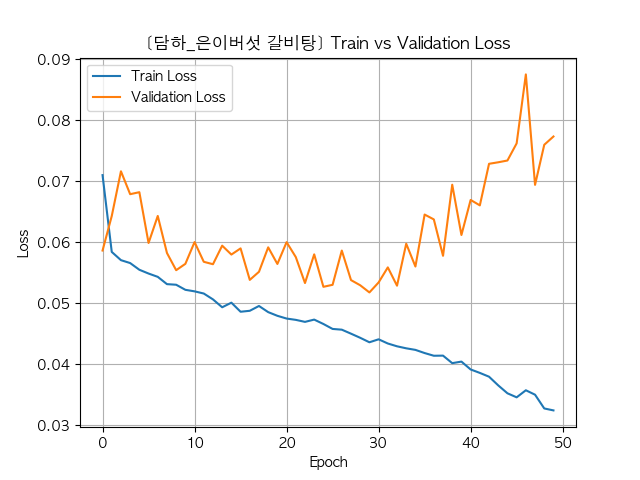 [담하_은이버섯 갈비탕] Train vs Validation Loss
Train Loss
Validation Loss
Loss
0.09
0.08
0.07
0.06
0.05
0.04
0.03
0
10
20
30
40
50
Epoch